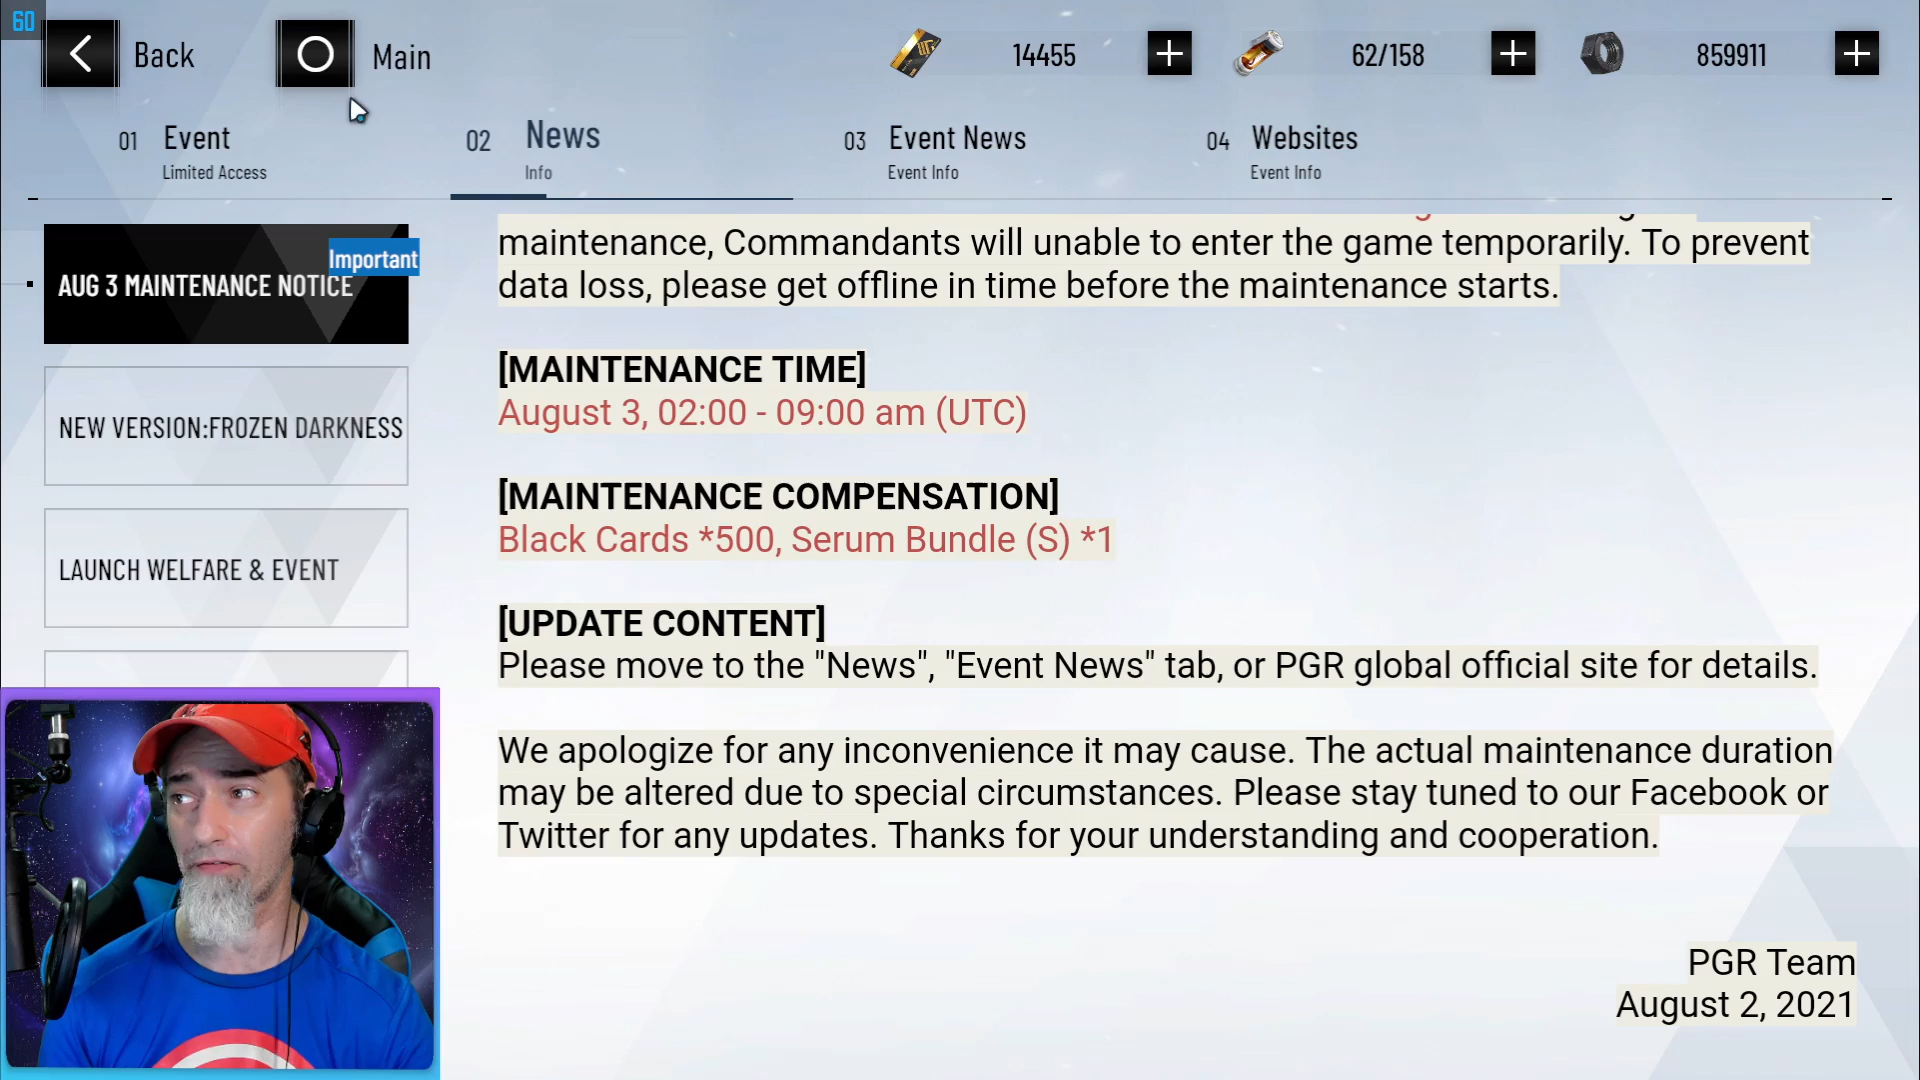 60
Back
Main
14455
62/158
859911
01 Event
Limited Access
02 News
Info
03 Event News
Event Info
04 Websites
Event Info
Important
AUG 3 MAINTENANCE NOTICE
NEW VERSION:FROZEN DARKNESS
LAUNCH WELFARE & EVENT
maintenance, Commandants will unable to enter the game temporarily. To prevent
data loss, please get offline in time before the maintenance starts.
[MAINTENANCE TIME]
August 3, 02:00 - 09:00 am (UTC)
[MAINTENANCE COMPENSATION]
Black Cards *500, Serum Bundle (S) *1
[UPDATE CONTENT]
Please move to the "News", "Event News" tab, or PGR global official site for details.
We apologize for any inconvenience it may cause. The actual maintenance duration
may be altered due to special circumstances. Please stay tuned to our Facebook or
Twitter for any updates. Thanks for your understanding and cooperation.
PGR Team
August 2, 2021